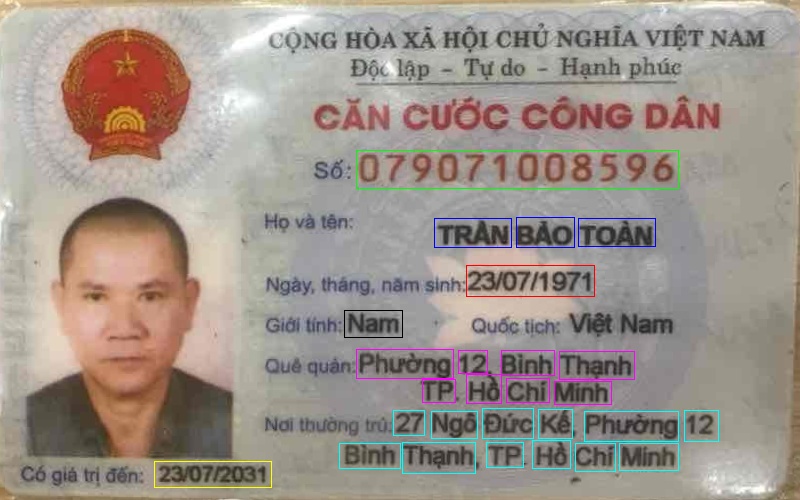 CỘNG HÒA XÃ HỘI CHỦ NGHĨA VIỆT NAM
Độc lập - Tự do - Hạnh phúc
CĂN CƯỚC CÔNG DÂN
Số: 079071008596
Họ và tên: TRẦN BẢO TOÀN
Ngày, tháng, năm sinh: 23/07/1971
Giới tính: Nam Quốc tịch: Việt Nam
Quê quán: Phường 12, Bình Thạnh
TP. Hồ Chí Minh
Nơi thường trú: 27 Ngô Đức Kế, Phường 12
Bình Thạnh, TP. Hồ Chí Minh
Có giá trị đến: 23/07/2031